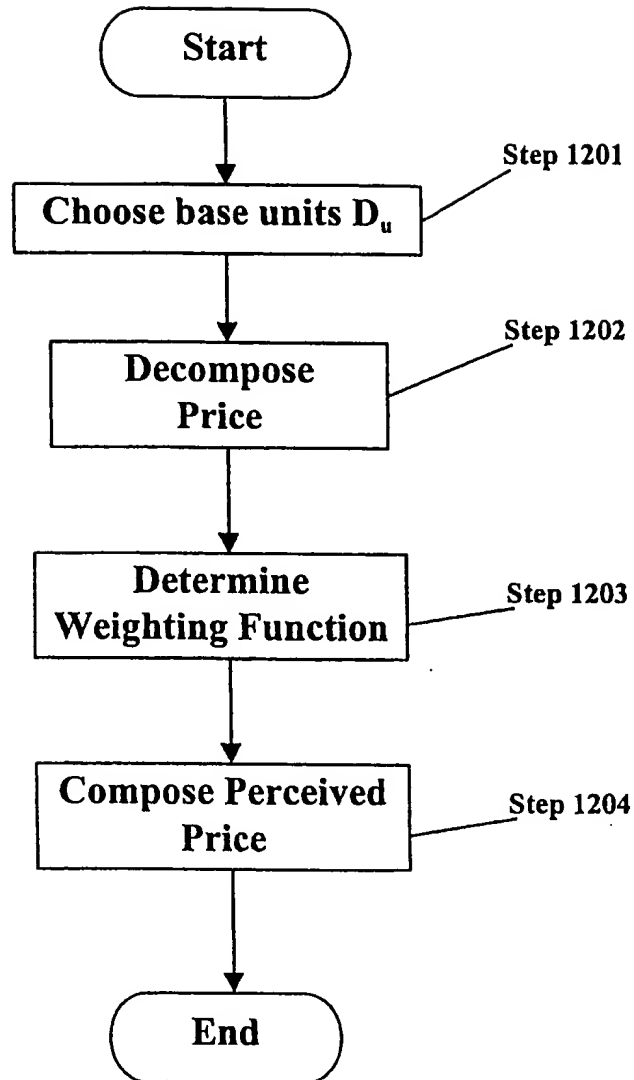 Start
Step 1201
Choose base units Du
Step 1202
Decompose
Price
Determine
Weighting Function
Step 1203
Compose Perceived
Price
Step 1204
End